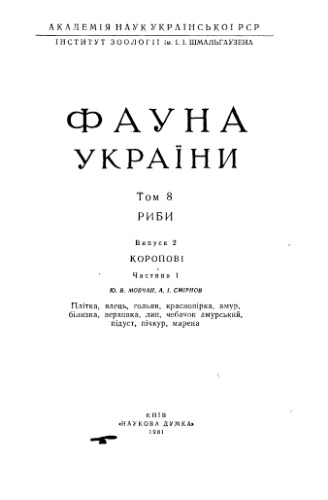 АКАДЕМІЯ НАУК УКРАЇНСЬКОЇ РСР
ІНСТИТУТ ЗООЛОГІЇ ім. І. І. ШМАЛЬГАУЗЕНА
ФАУНА
УКРАЇНИ
Том 8
РИБИ
Випуск 2
КОРОПОВІ
Частина 1
Ю. В. МОВЧАН, А. І. СМІРНОВ
Плітка, ялець, гольян, краснопірка, амур,
білизна, верховка, лин, чебачок амурський,
підуст, пічкур, марена
КИЇВ
«НАУКОВА ДУМКА»
1981